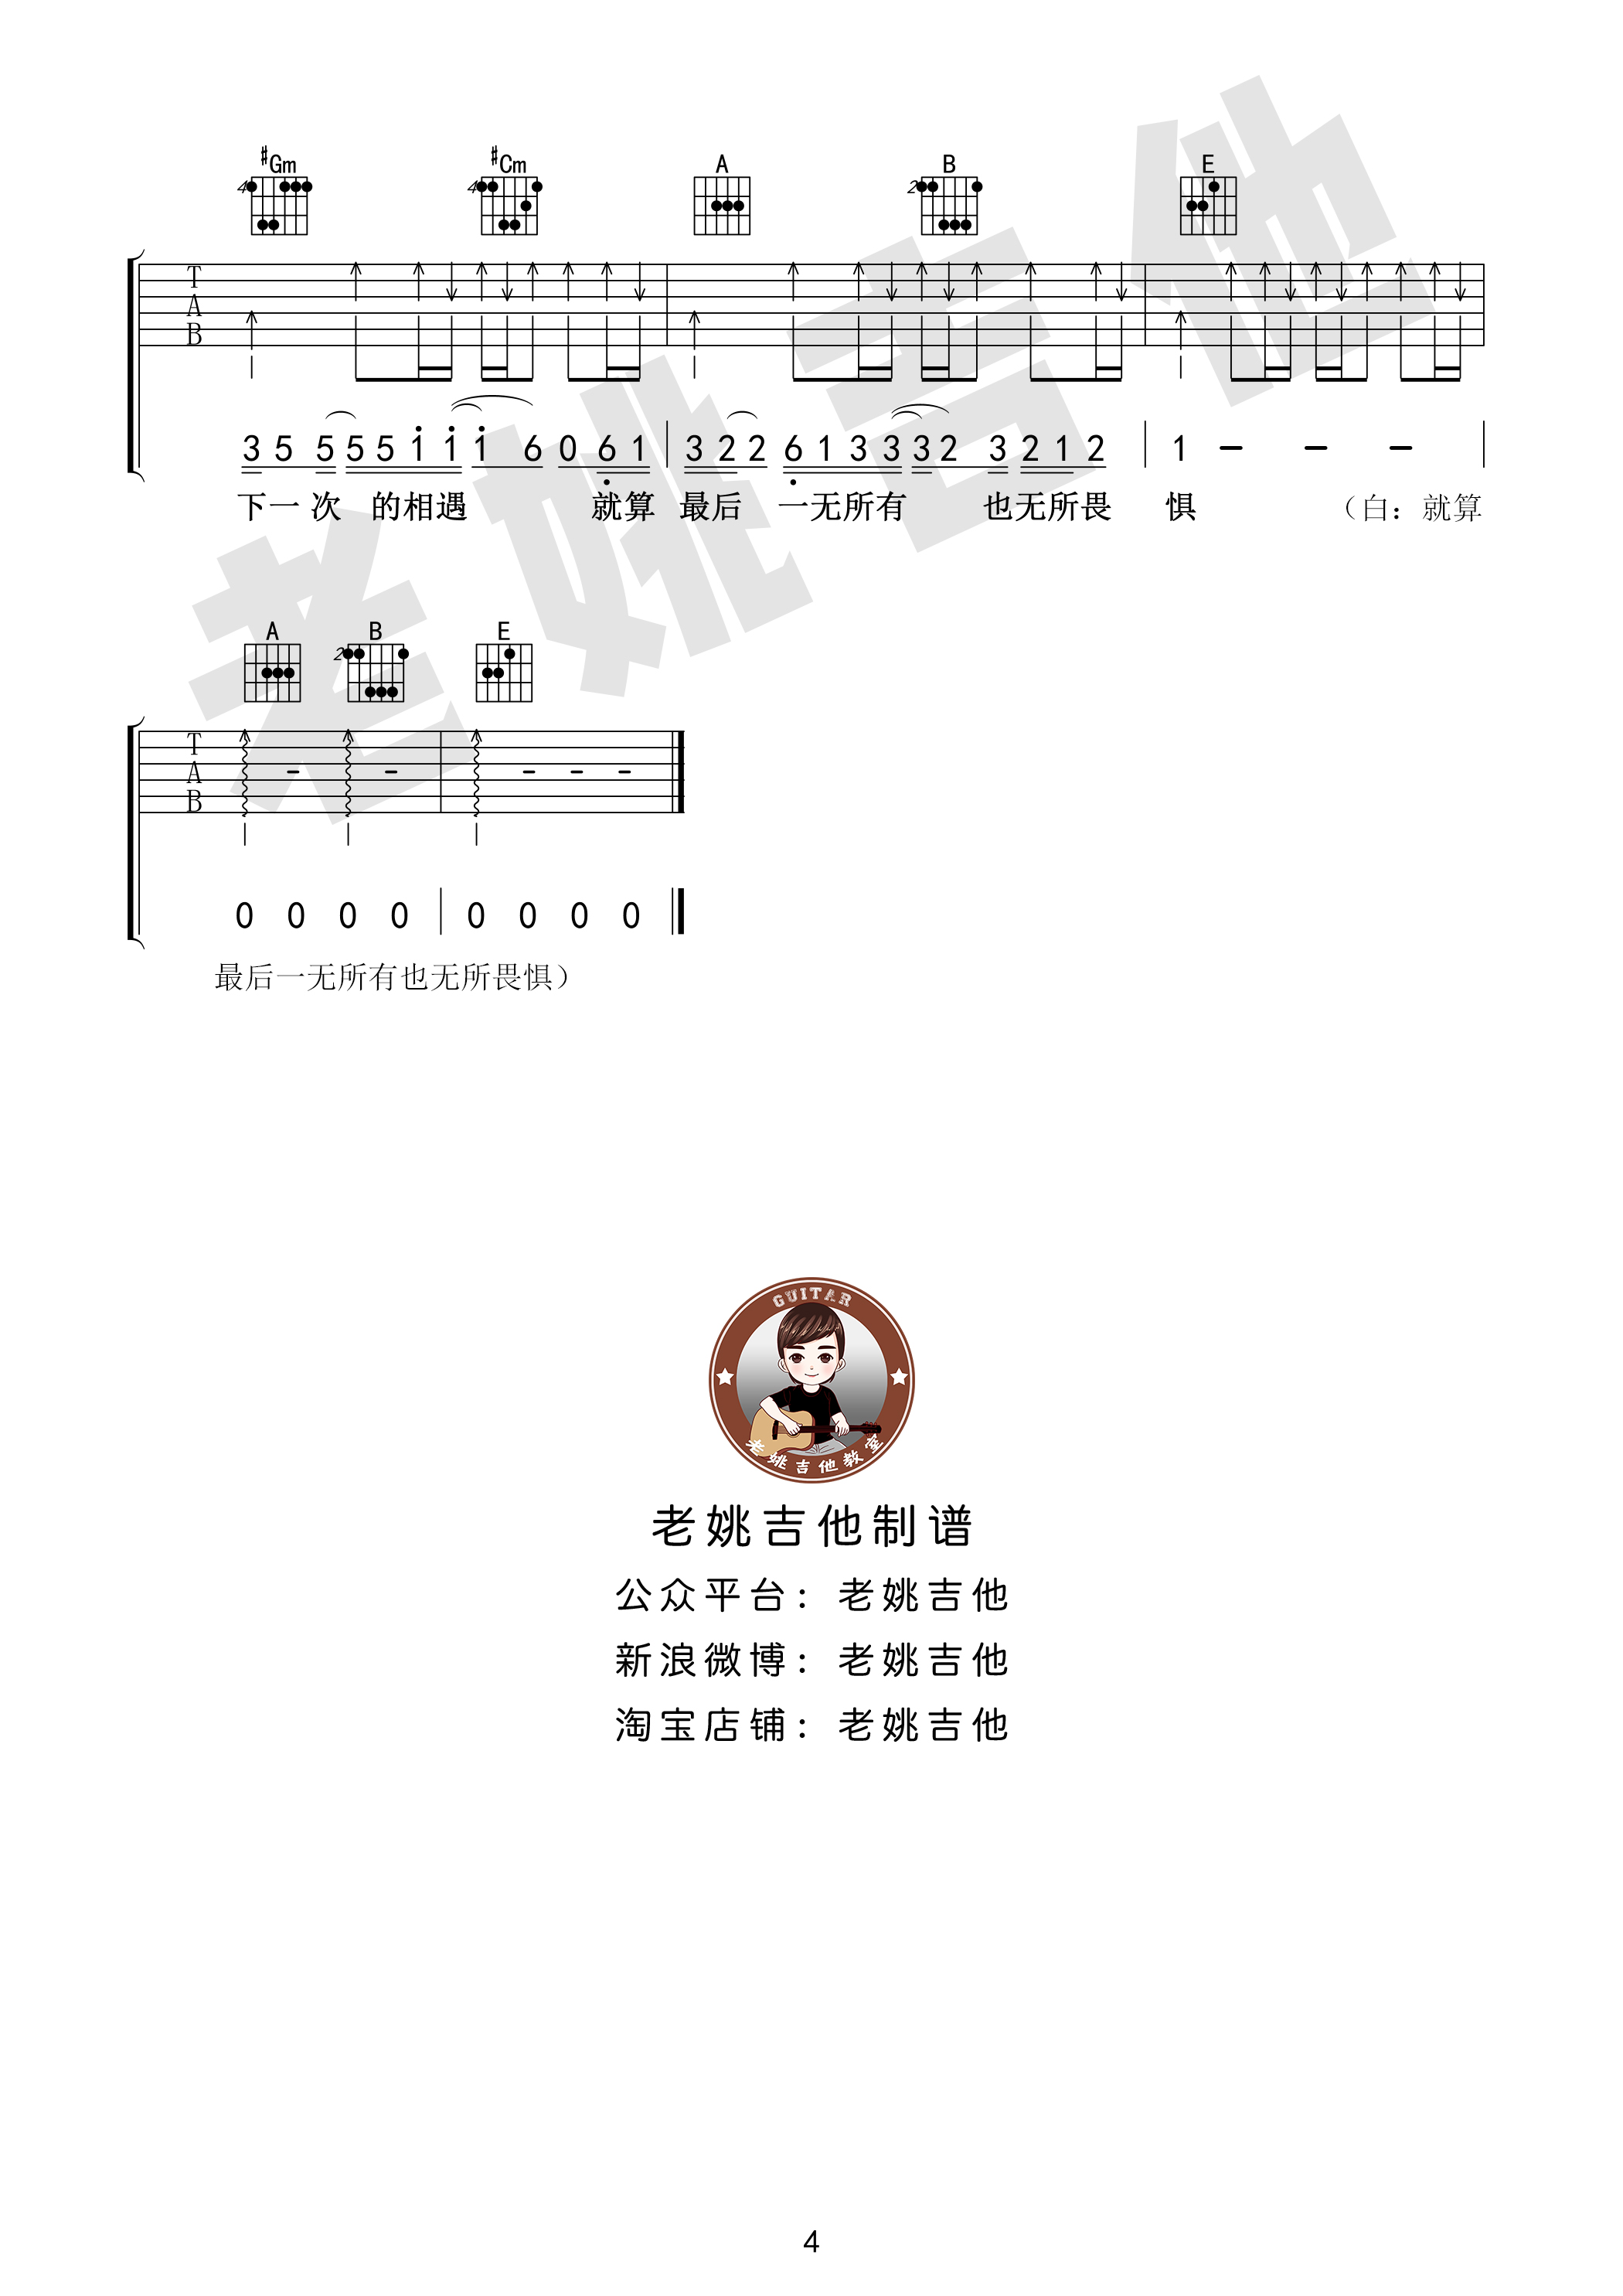 #Gm #Cm A B E
4 4 2
T
A
B
3 5 5 5 5 1 1 1 6 0 6 1 3 2 2 6 1 3 3 3 2 3 2 1 2 1 - - -
下一次 的相遇 就算 最后 一无所有 也无所畏 惧 （白：就算
A B E
2
T
A
B
0 0 0 0 0 0 0 0
最后一无所有也无所畏惧）
老姚吉他
GUITAR
老姚吉他教室
老姚吉他制谱
公众平台：老姚吉他
新浪微博：老姚吉他
淘宝店铺：老姚吉他
4